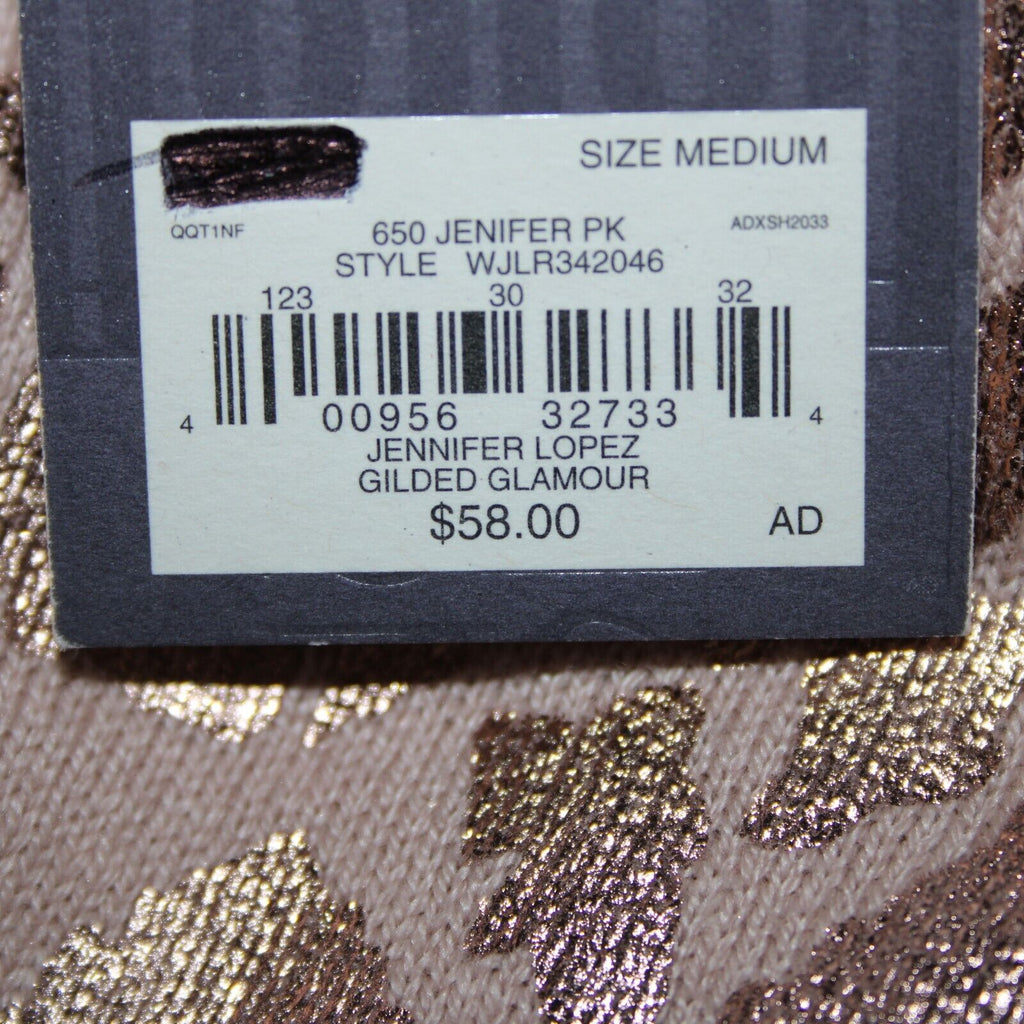 SIZE MEDIUM
QQT1NF 650 JENIFER PK ADXSH2033
STYLE WJLR342046
123 30 32
4 00956 32733 4
JENNIFER LOPEZ
GILDED GLAMOUR
$58.00 AD